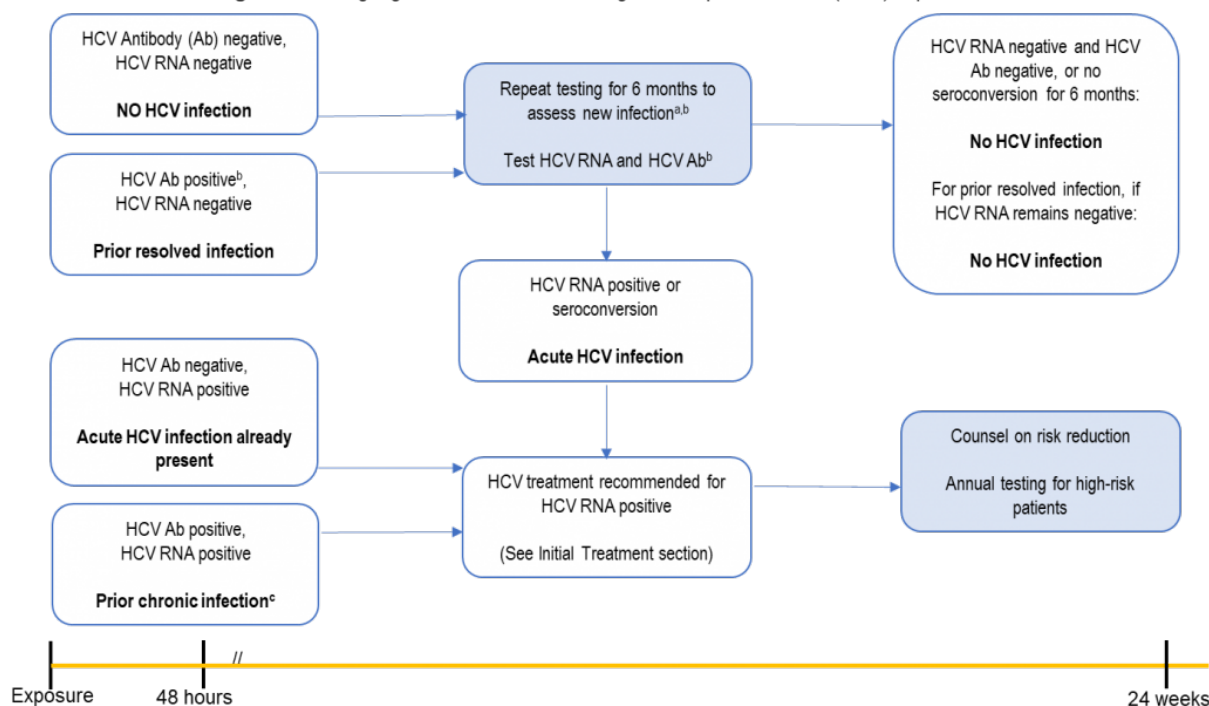 HCV Antibody (Ab) negative,
HCV RNA negative
NO HCV infection
HCV Ab positiveᵇ,
HCV RNA negative
Prior resolved infection
HCV Ab negative,
HCV RNA positive
Acute HCV infection already
present
HCV Ab positive,
HCV RNA positive
Prior chronic infectionᶜ
Repeat testing for 6 months to
assess new infectionᵃ,ᵇ
Test HCV RNA and HCV Abᵇ
HCV RNA positive or
seroconversion
Acute HCV infection
HCV treatment recommended for
HCV RNA positive
(See Initial Treatment section)
HCV RNA negative and HCV
Ab negative, or no
seroconversion for 6 months:
No HCV infection
For prior resolved infection, if
HCV RNA remains negative:
No HCV infection
Counsel on risk reduction
Annual testing for high-risk
patients
//
Exposure
48 hours
24 weeks